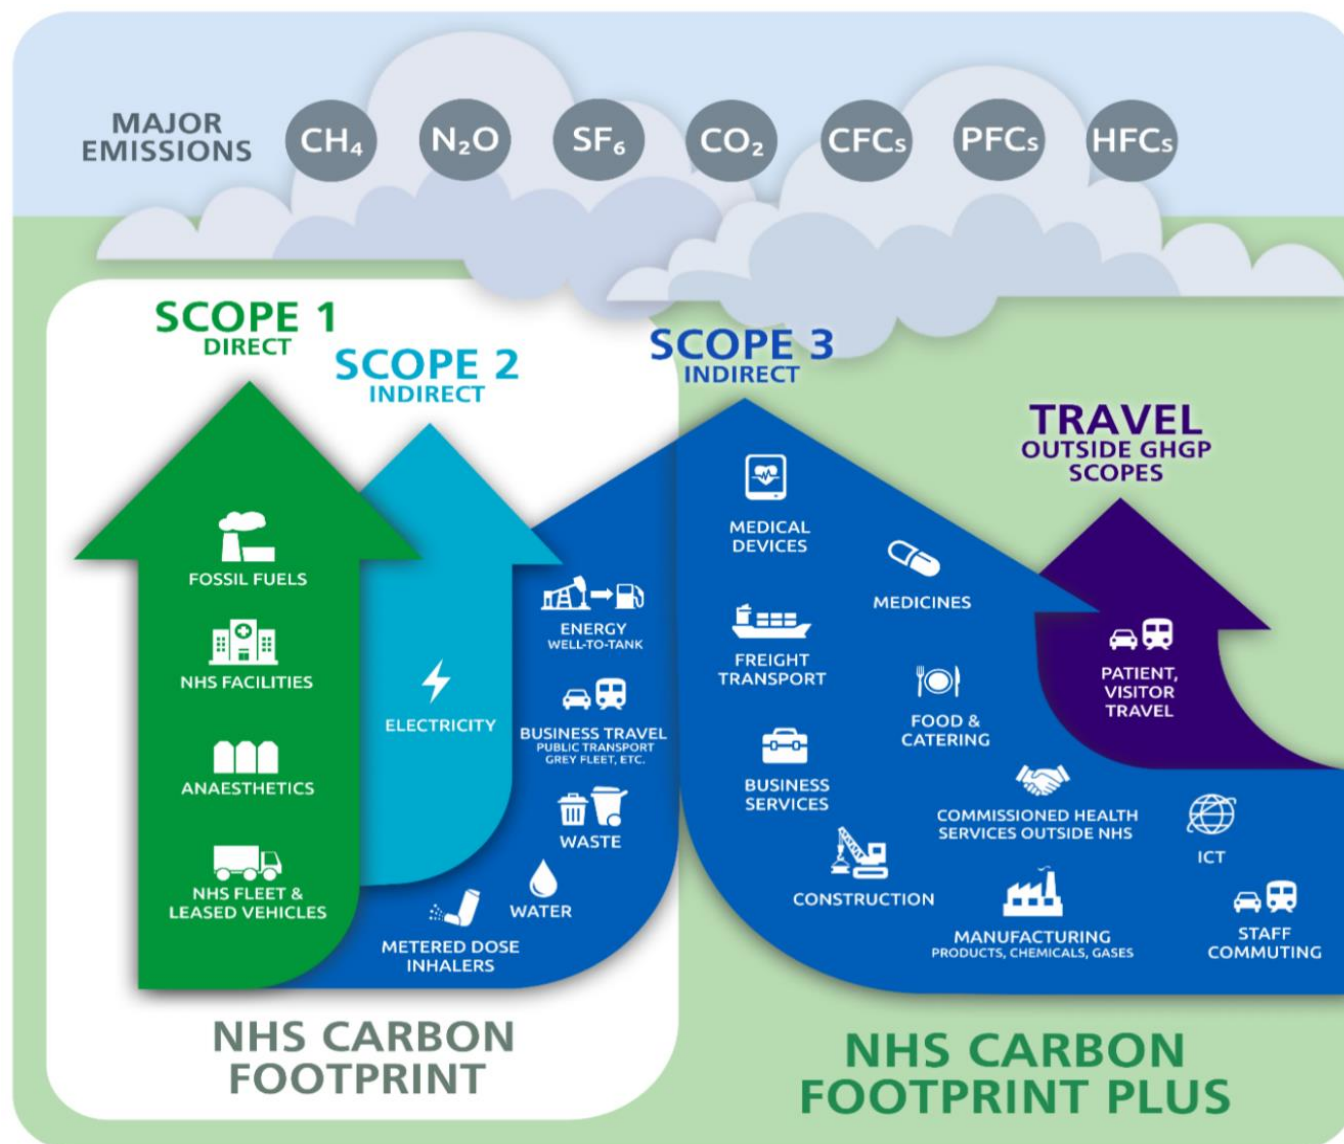 MAJOR
EMISSIONS
CH₄
N₂O
SF₆
CO₂
CFCs
PFCs
HFCs
SCOPE 1
DIRECT
SCOPE 2
INDIRECT
SCOPE 3
INDIRECT
TRAVEL
OUTSIDE GHGP
SCOPES
FOSSIL FUELS
NHS FACILITIES
ANAESTHETICS
NHS FLEET &
LEASED VEHICLES
ELECTRICITY
ENERGY
WELL-TO-TANK
BUSINESS TRAVEL
PUBLIC TRANSPORT
GREY FLEET, ETC.
WASTE
WATER
METERED DOSE
INHALERS
MEDICAL
DEVICES
MEDICINES
FREIGHT
TRANSPORT
FOOD &
CATERING
BUSINESS
SERVICES
COMMISSIONED HEALTH
SERVICES OUTSIDE NHS
CONSTRUCTION
MANUFACTURING
PRODUCTS, CHEMICALS, GASES
ICT
STAFF
COMMUTING
PATIENT,
VISITOR
TRAVEL
NHS CARBON
FOOTPRINT
NHS CARBON
FOOTPRINT PLUS